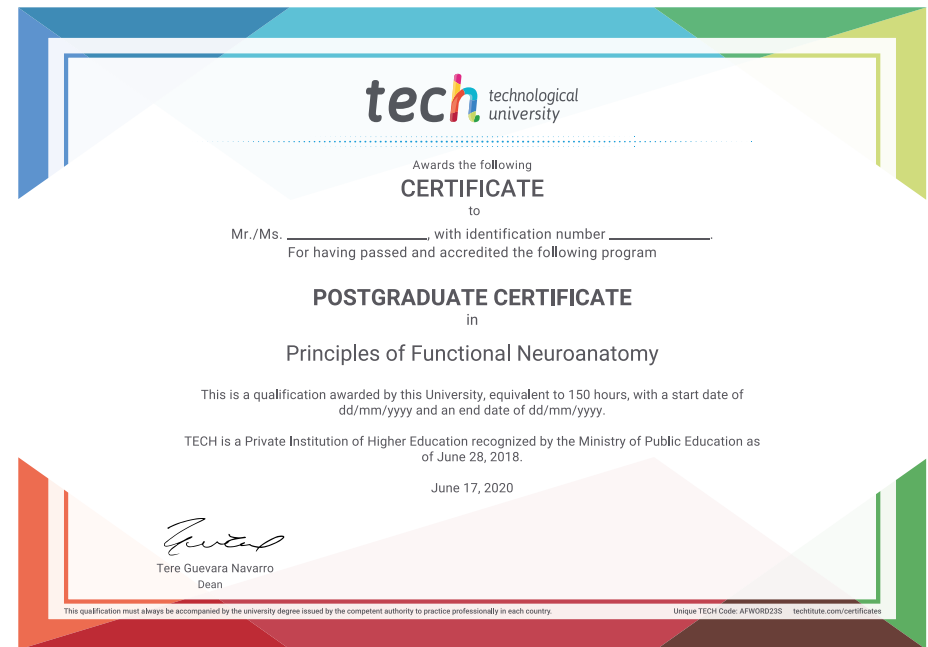 tech technological
university
Awards the following
CERTIFICATE
to
Mr./Ms. ____________________, with identification number ______________.
For having passed and accredited the following program
POSTGRADUATE CERTIFICATE
in
Principles of Functional Neuroanatomy
This is a qualification awarded by this University, equivalent to 150 hours, with a start date of
dd/mm/yyyy and an end date of dd/mm/yyyy.
TECH is a Private Institution of Higher Education recognized by the Ministry of Public Education as
of June 28, 2018.
June 17, 2020
Tere Guevara Navarro
Dean
This qualification must always be accompanied by the university degree issued by the competent authority to practice professionally in each country.
Unique TECH Code: AFWORD23S techtitute.com/certificates